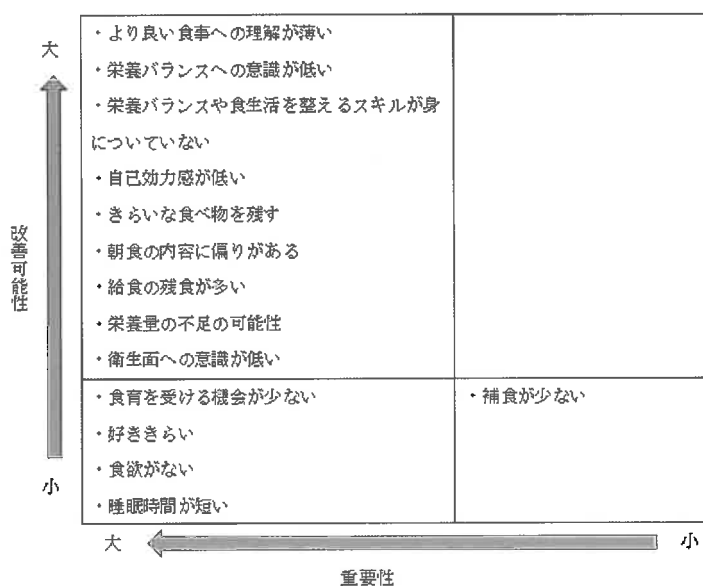 大
・より良い食事への理解が薄い
・栄養バランスへの意識が低い
・栄養バランスや食生活を整えるスキルが身
についていない
・自己効力感が低い
・きらいな食べ物を残す
・朝食の内容に偏りがある
・給食の残食が多い
・栄養量の不足の可能性
・衛生面への意識が低い
改善可能性
・食育を受ける機会が少ない
・補食が少ない
・好ききらい
・食欲がない
・睡眠時間が短い
小
大
小
重要性